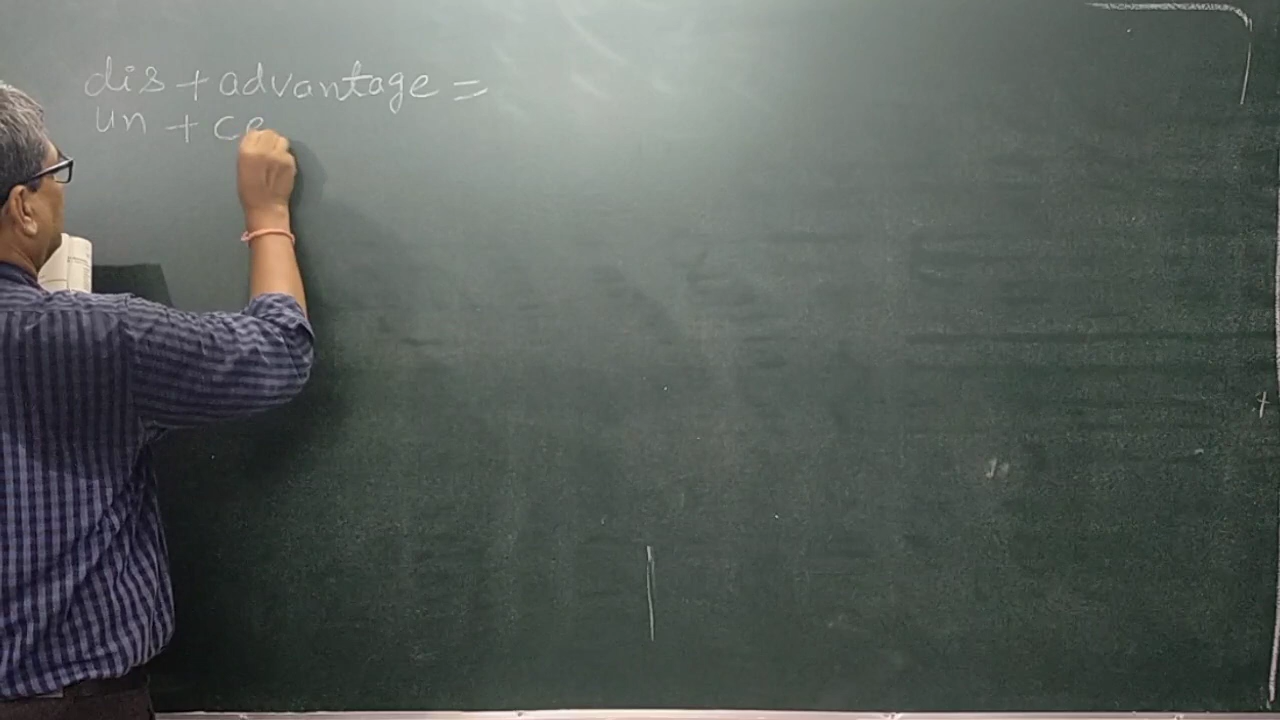 dis + advantage =
un + ce